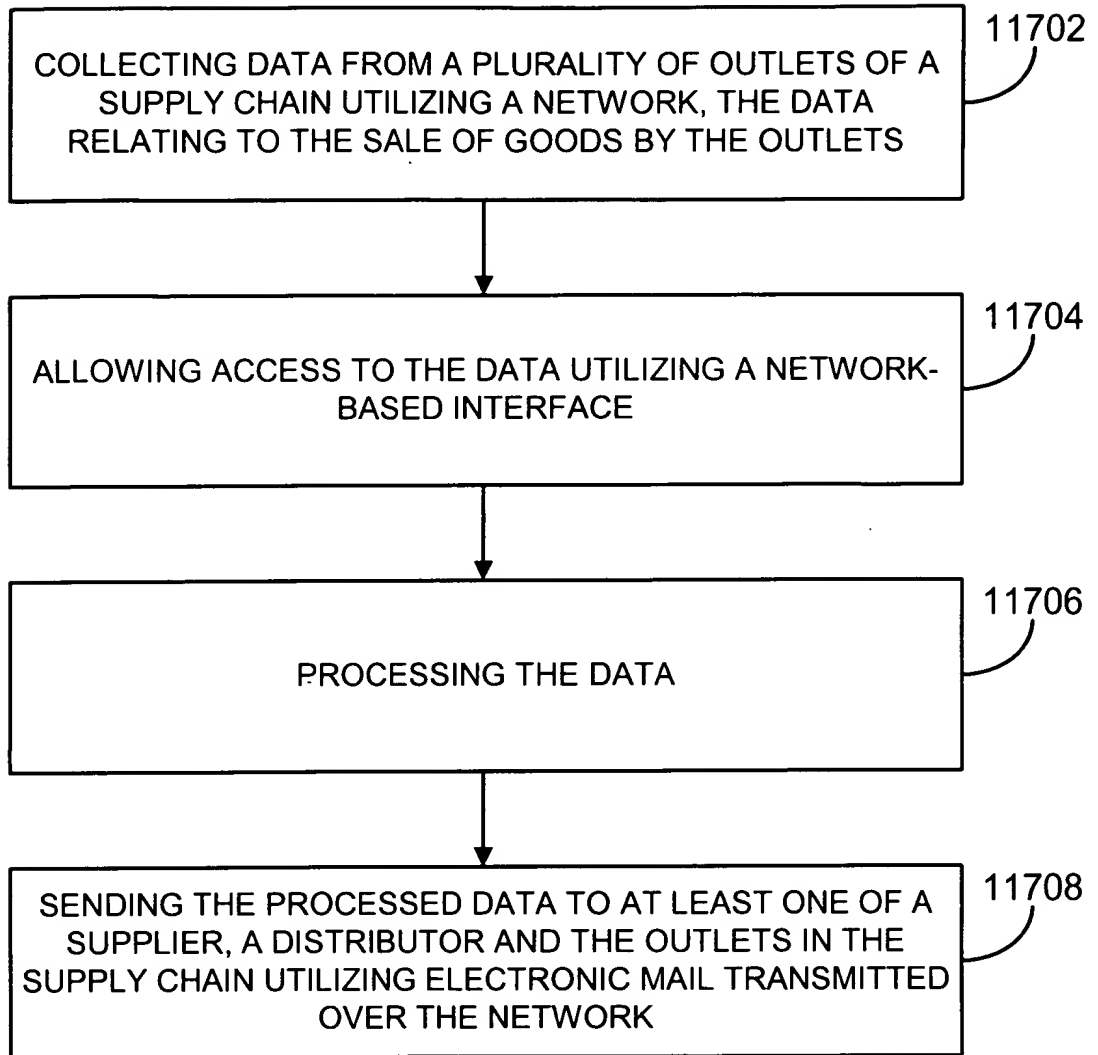 11702
COLLECTING DATA FROM A PLURALITY OF OUTLETS OF A
SUPPLY CHAIN UTILIZING A NETWORK, THE DATA
RELATING TO THE SALE OF GOODS BY THE OUTLETS
11704
ALLOWING ACCESS TO THE DATA UTILIZING A NETWORK-
BASED INTERFACE
11706
PROCESSING THE DATA
11708
SENDING THE PROCESSED DATA TO AT LEAST ONE OF A
SUPPLIER, A DISTRIBUTOR AND THE OUTLETS IN THE
SUPPLY CHAIN UTILIZING ELECTRONIC MAIL TRANSMITTED
OVER THE NETWORK